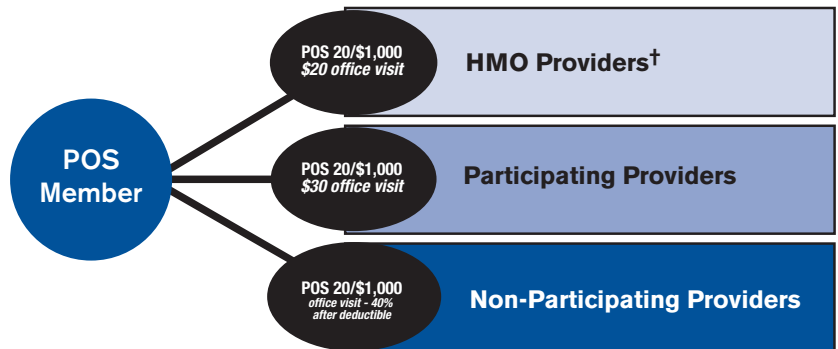 POS
Member
POS 20/$1,000
$20 office visit
HMO Providers†
POS 20/$1,000
$30 office visit
Participating Providers
POS 20/$1,000
office visit - 40%
after deductible
Non-Participating Providers